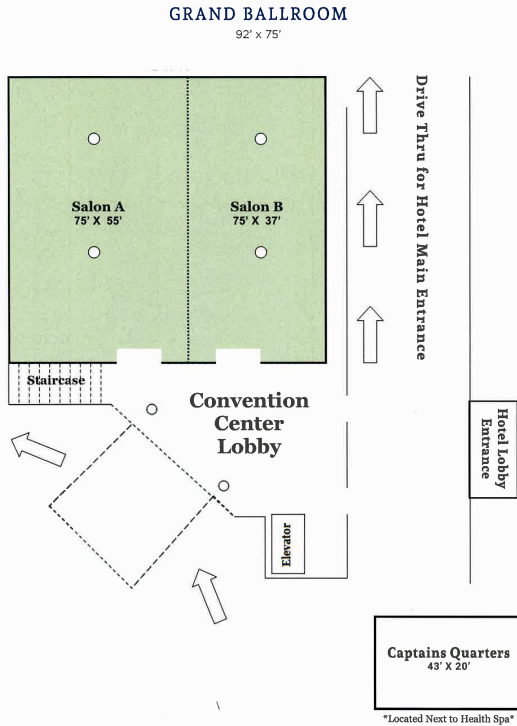 GRAND BALLROOM
92' x 75'
Salon A
75' X 55'
Salon B
75' X 37'
Drive Thru for Hotel Main Entrance
Staircase
Convention
Center
Lobby
Hotel Lobby
Entrance
Elevator
Captains Quarters
43' X 20'
*Located Next to Health Spa*